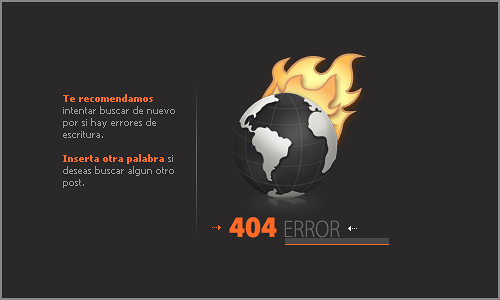 Te recomendamos
intentar buscar de nuevo
por si hay errores de
escritura.
Inserta otra palabra si
deseas buscar algun otro
post.
404 ERROR